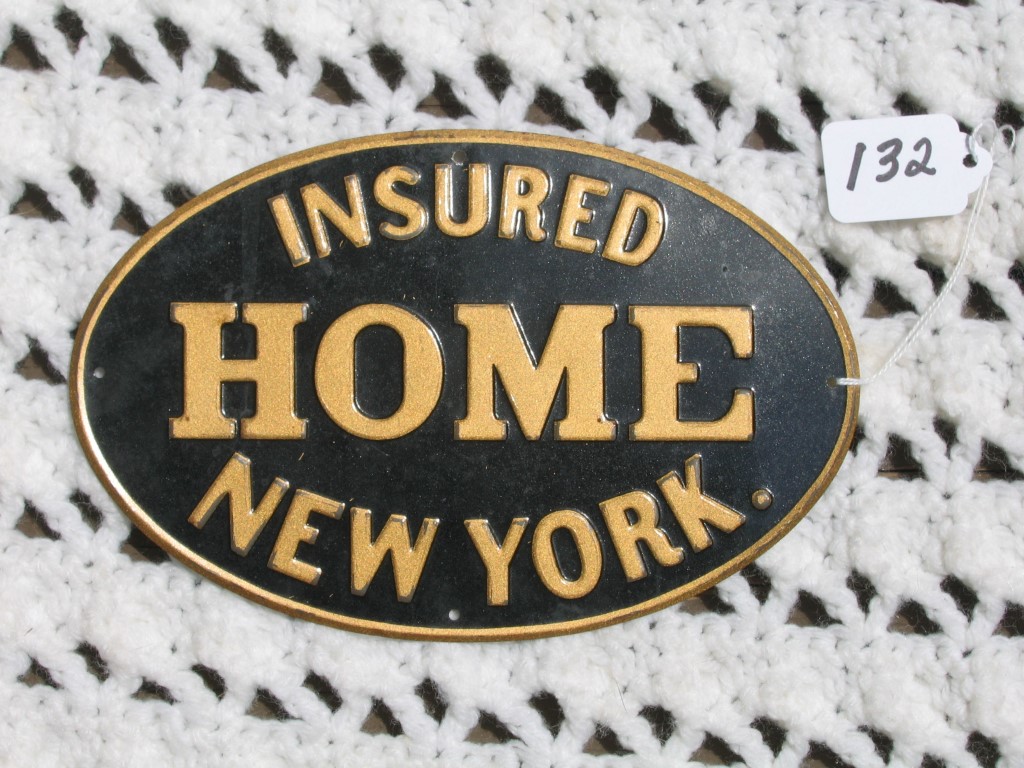 INSURED
HOME
NEW YORK.
132